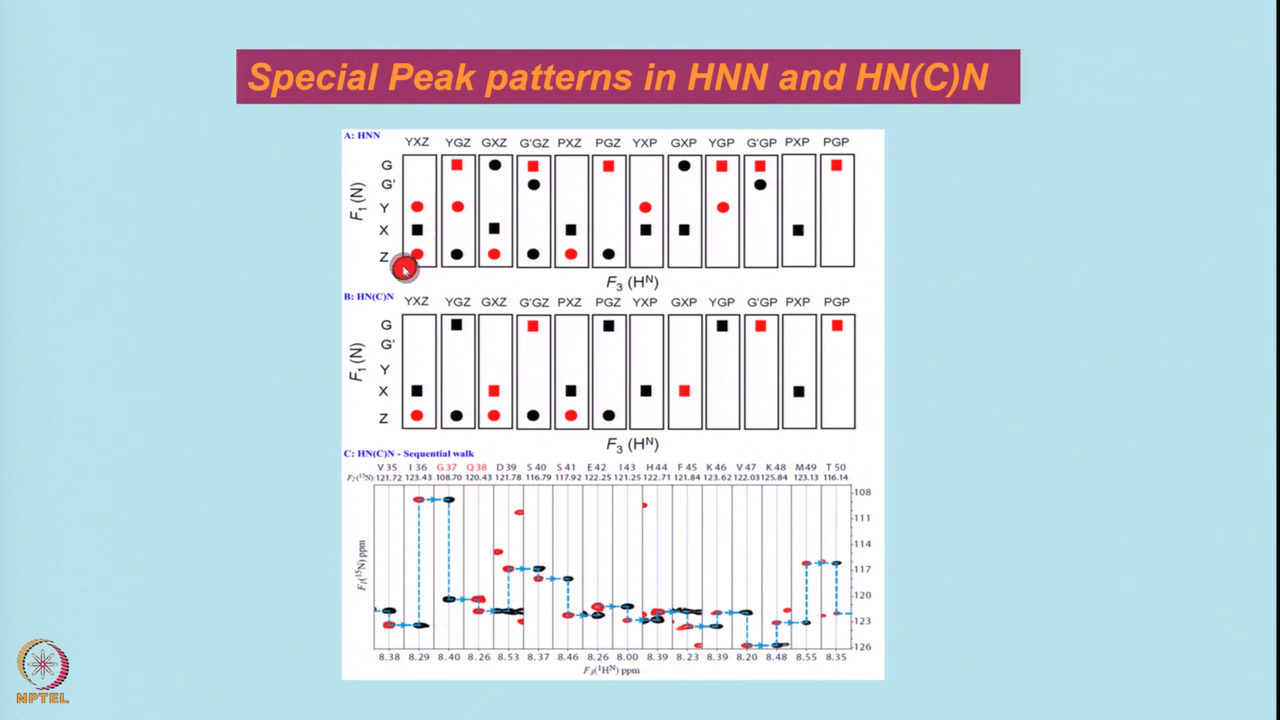 Special Peak patterns in HNN and HN(C)N
A: HNN
YXZ YGZ GXZ G'GZ PXZ PGZ YXP GXP YGP G'GP PXP PGP
G
G'
Y
X
Z
F1 (N)
F3 (HN)
B: HN(C)N
YXZ YGZ GXZ G'GZ PXZ PGZ YXP GXP YGP G'GP PXP PGP
G
G'
Y
X
Z
F1 (N)
F3 (HN)
C: HN(C)N - Sequential walk
V 35 I 36 G 37 Q 38 D 39 S 40 S 41 E 42 I 43 H 44 F 45 K 46 V 47 K 48 M49 T 50
F2(15N): 121.72 123.43 108.70 120.43 121.78 116.79 117.92 122.25 121.25 122.71 121.84 123.62 122.03 125.84 123.13 116.14
108
111
114
117
120
123
126
F1(15N) ppm
8.38 8.29 8.40 8.26 8.53 8.37 8.46 8.26 8.00 8.39 8.23 8.39 8.20 8.48 8.55 8.35
F3(1HN) ppm
NPTEL